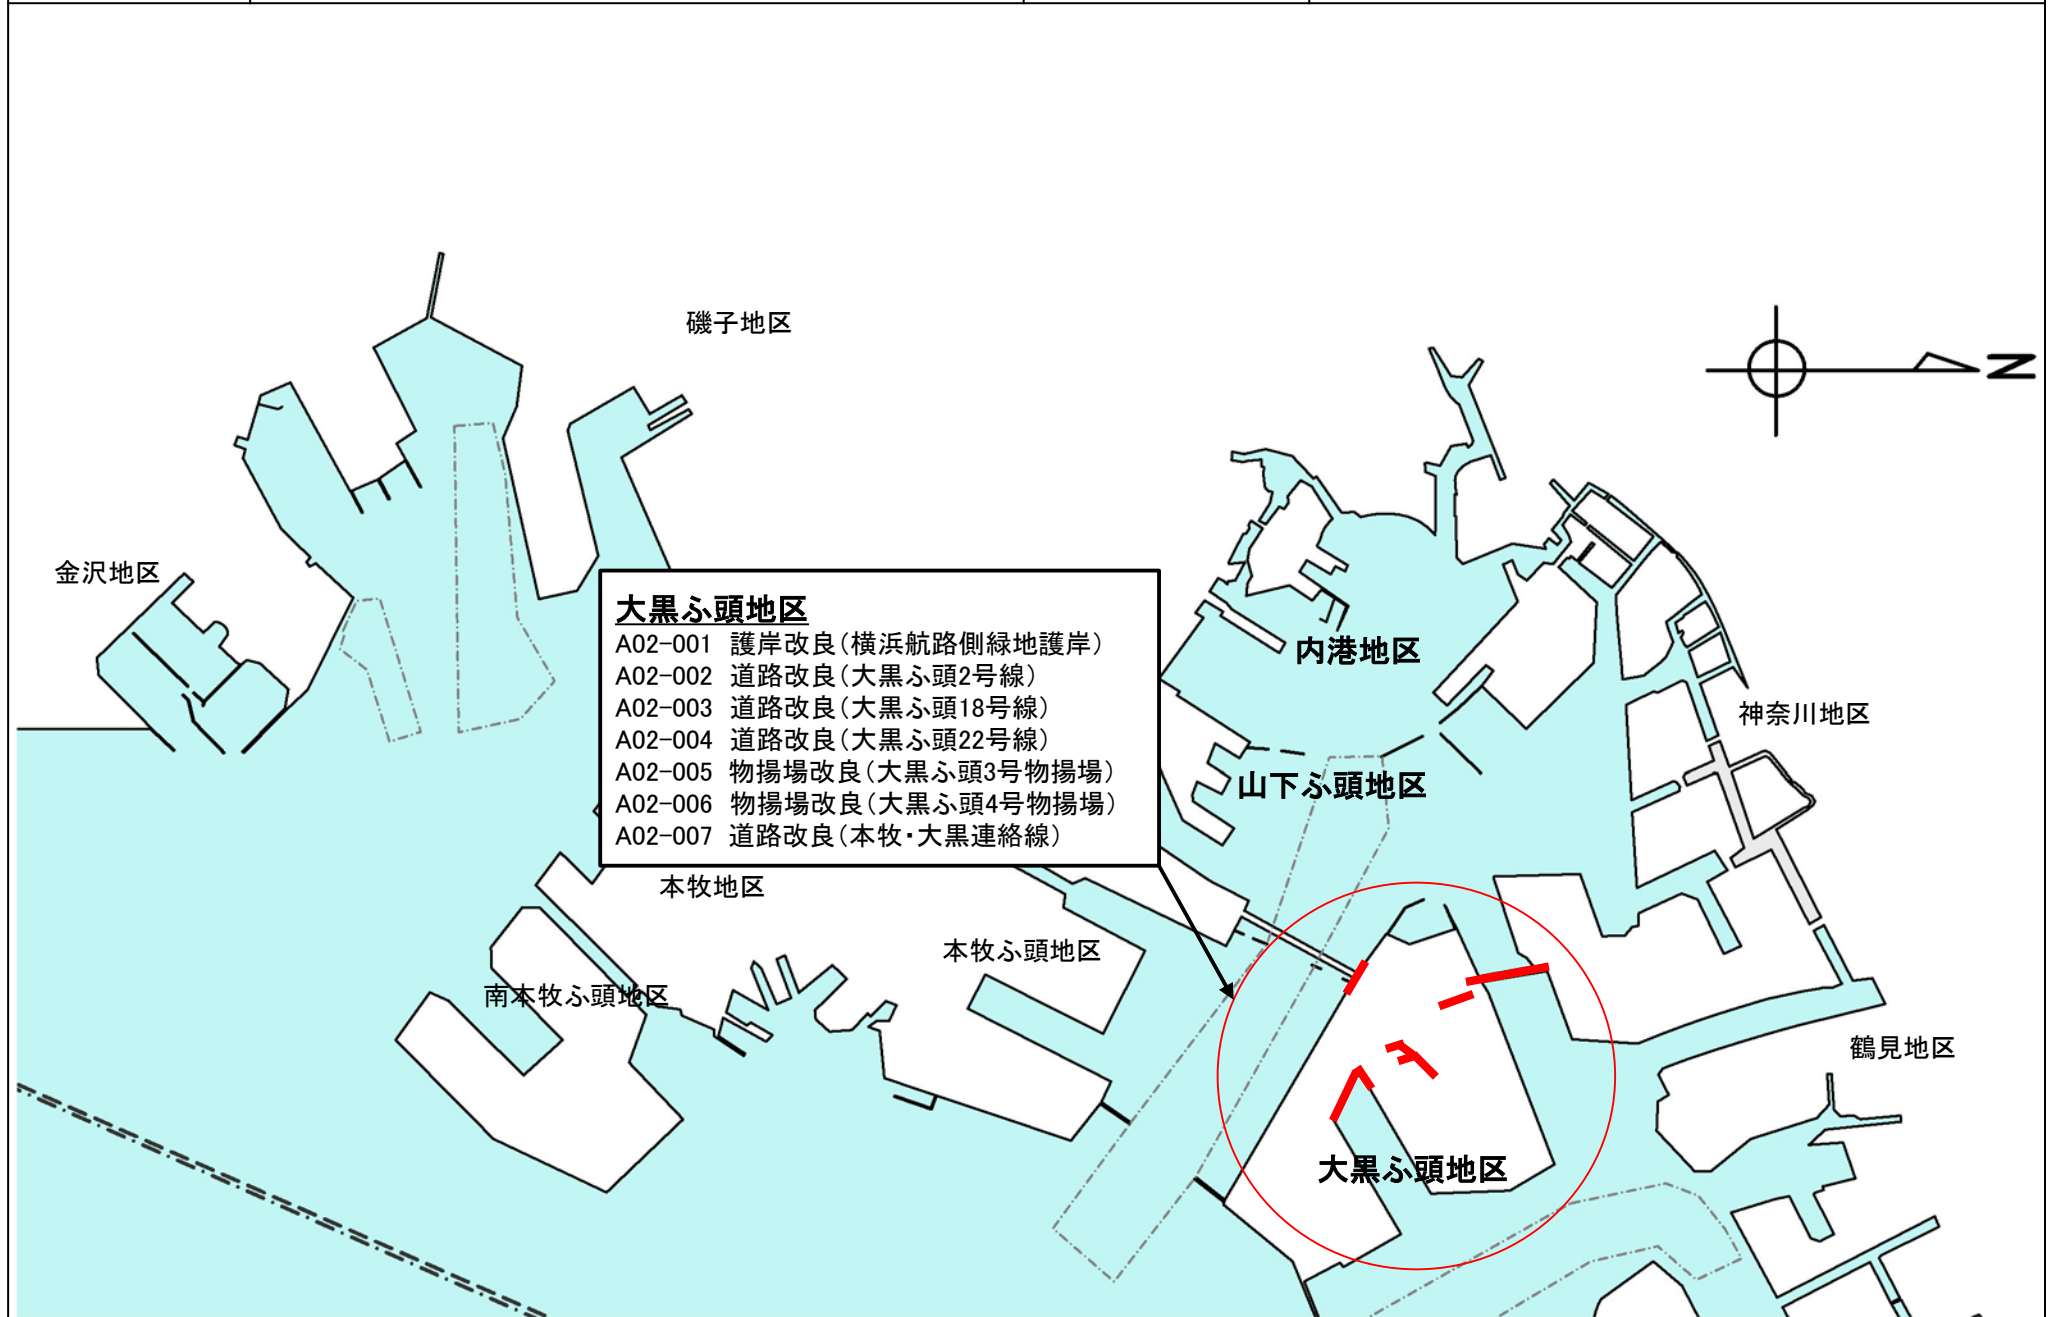 磯子地区
N
金沢地区
大黒ふ頭地区
A02-001 護岸改良(横浜航路側緑地護岸)
A02-002 道路改良(大黒ふ頭2号線)
A02-003 道路改良(大黒ふ頭18号線)
A02-004 道路改良(大黒ふ頭22号線)
A02-005 物揚場改良(大黒ふ頭3号物揚場)
A02-006 物揚場改良(大黒ふ頭4号物揚場)
A02-007 道路改良(本牧・大黒連絡線)
内港地区
神奈川地区
山下ふ頭地区
本牧地区
本牧ふ頭地区
南本牧ふ頭地区
鶴見地区
大黒ふ頭地区